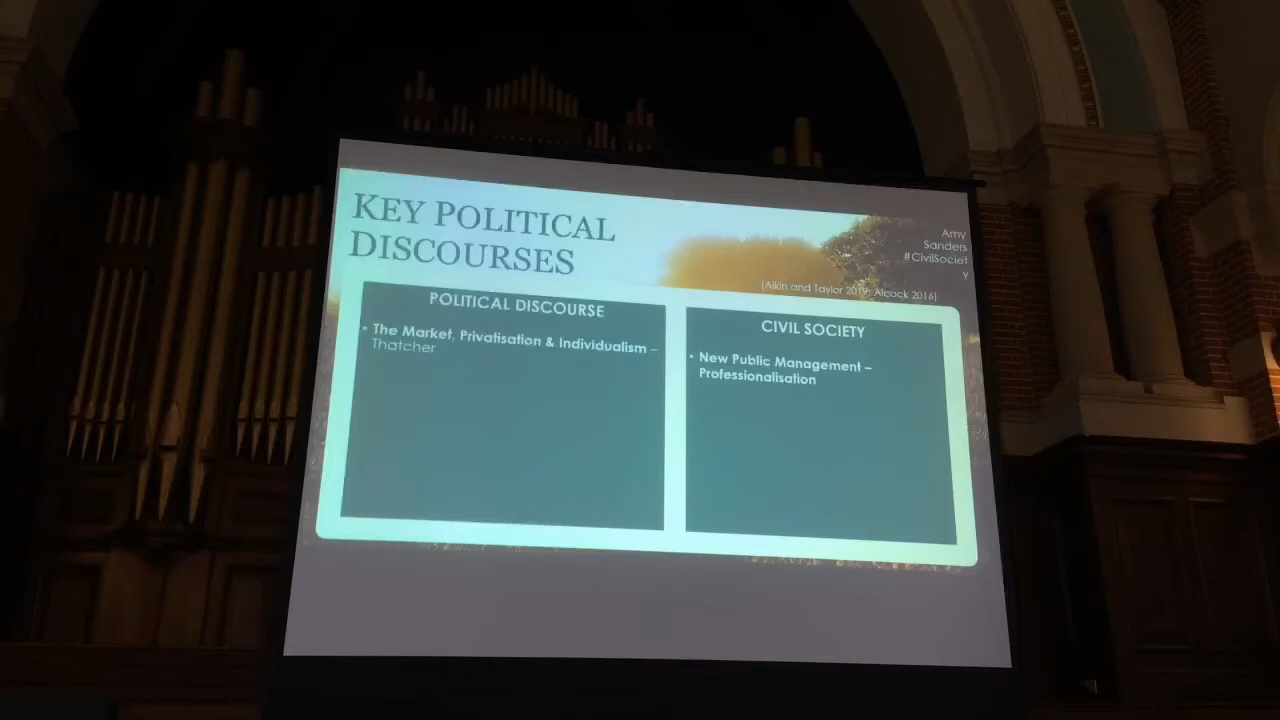 KEY POLITICAL
DISCOURSES
Amy
Sanders
#CivilSociet
y
(Aikin and Taylor 2019; Alcock 2016)
POLITICAL DISCOURSE
• The Market, Privatisation & Individualism –
Thatcher
CIVIL SOCIETY
• New Public Management –
Professionalisation